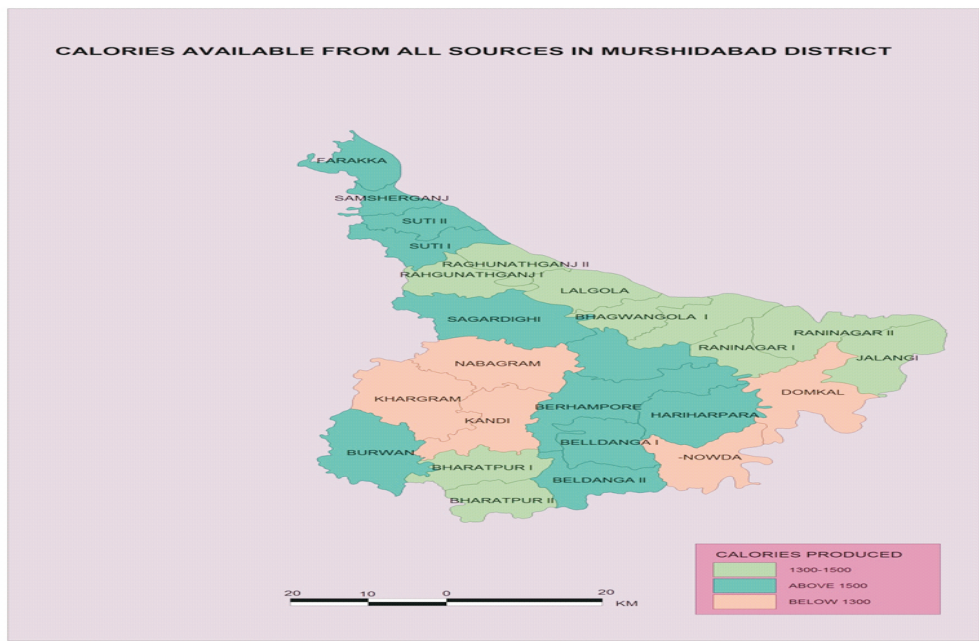 CALORIES AVAILABLE FROM ALL SOURCES IN MURSHIDABAD DISTRICT
FARAKKA
SAMSHERGANJ
SUTI II
SUTI I
RAGHUNATHGANJ II
RAHGUNATHGANJ I
LALGOLA
SAGARDIGHI
BHAGWANGOLA I
RANINAGAR II
RANINAGAR I
JALANGI
NABAGRAM
DOMKAL
KHARGRAM
BERHAMPORE
HARIHARPARA
KANDI
BELLDANGA I
BURWAN
-NOWDA
BHARATPUR I
BELDANGA II
BHARATPUR II
CALORIES PRODUCED
1300-1500
ABOVE 1500
BELOW 1300
20 10 0 20
KM